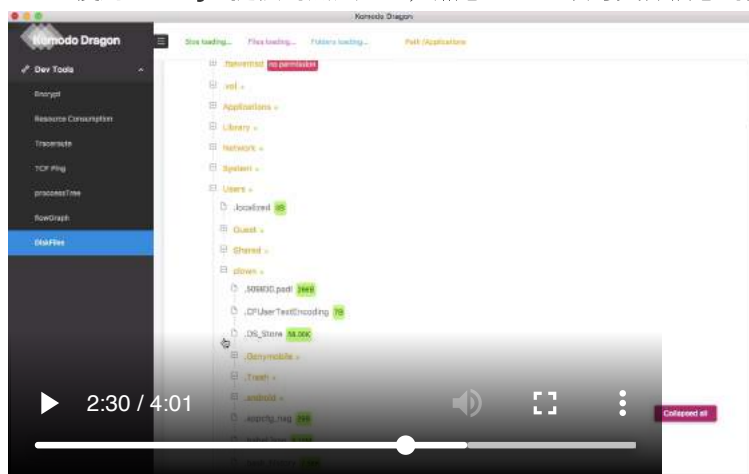 Komodo Dragon
Komodo Dragon
Size loading...
Files loading...
Folders loading...
Path /Applications
Dev Tools
Encrypt
Resource Consumption
Traceroute
TCP Ping
processTree
flowGraph
DiskFiles
no permission
.vol
Applications
Library
Network
System
Users
.localized 0B
Guest
Shared
.CFUserTextEncoding 7B
.DS_Store
.Genymobile
.Trash
.android
Collapsed all
2:30 / 4:01